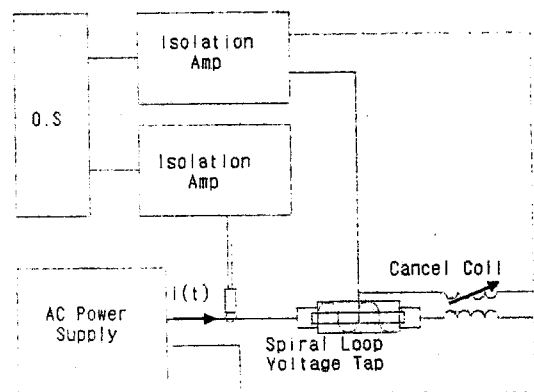 Isolation
Amp
O.S
Isolation
Amp
Cancel Coil
i(t)
AC Power
Supply
Spiral Loop
Voltage Tap